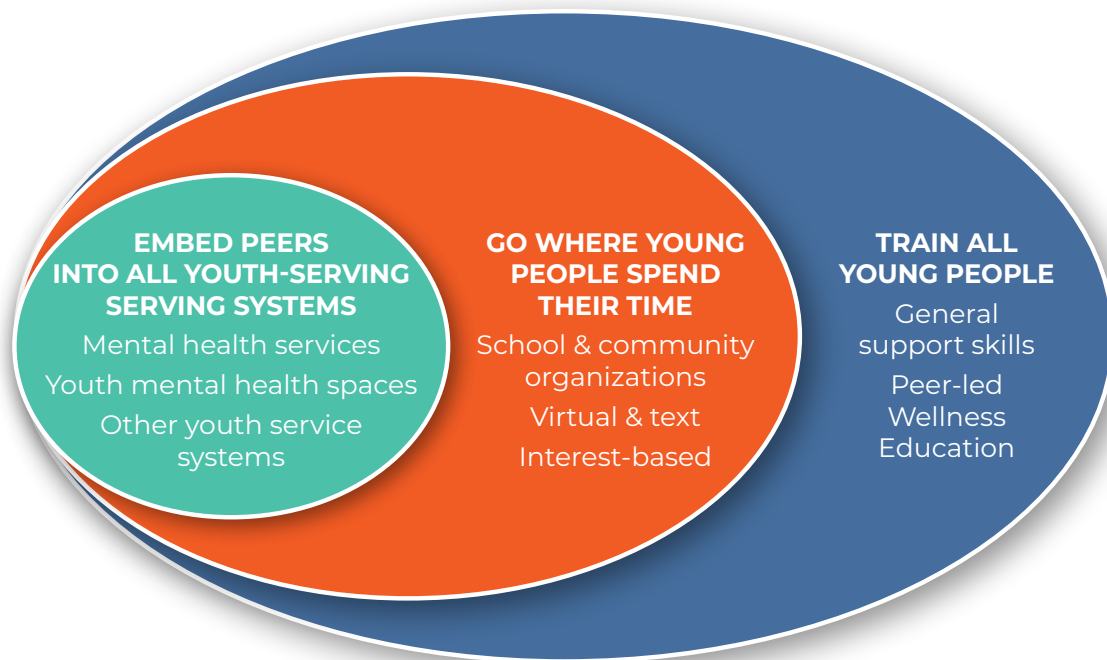 EMBED PEERS
INTO ALL YOUTH-SERVING
SERVING SYSTEMS
Mental health services
Youth mental health spaces
Other youth service
systems
GO WHERE YOUNG
PEOPLE SPEND
THEIR TIME
School & community
organizations
Virtual & text
Interest-based
TRAIN ALL
YOUNG PEOPLE
General
support skills
Peer-led
Wellness
Education